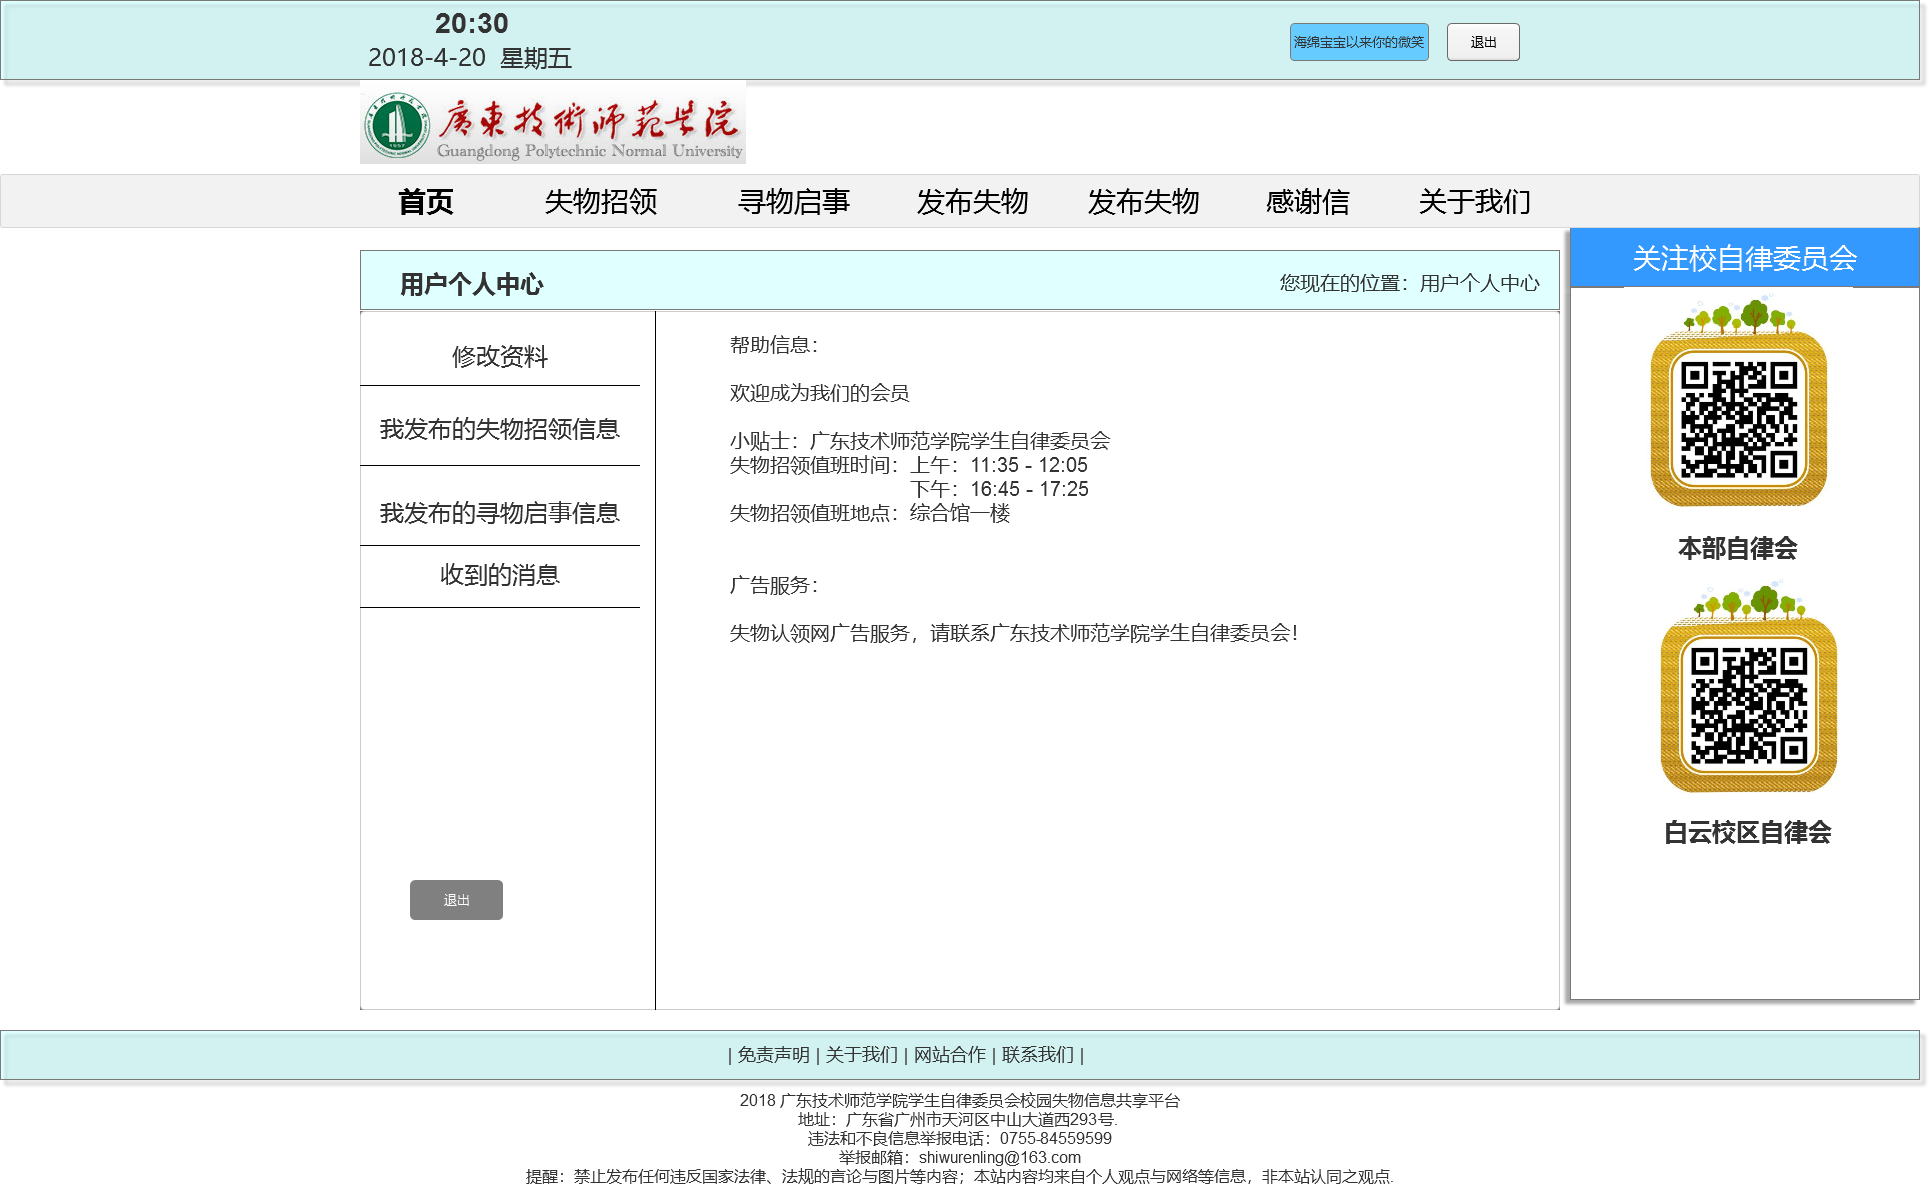 20:30
2018-4-20 星期五
海绵宝宝以来你的微笑
退出
廣東技術师范学院
Guangdong Polytechnic Normal University
首页 失物招领 寻物启事 发布失物 发布失物 感谢信 关于我们
关注校自律委员会
用户个人中心
您现在的位置：用户个人中心
修改资料
我发布的失物招领信息
我发布的寻物启事信息
收到的消息
退出
帮助信息：
欢迎成为我们的会员
小贴士：广东技术师范学院学生自律委员会
失物招领值班时间：上午：11:35 - 12:05
下午：16:45 - 17:25
失物招领值班地点：综合馆一楼
广告服务：
失物认领网广告服务，请联系广东技术师范学院学生自律委员会！
本部自律会
白云校区自律会
| 免责声明 | 关于我们 | 网站合作 | 联系我们 |
2018 广东技术师范学院学生自律委员会校园失物信息共享平台
地址：广东省广州市天河区中山大道西293号.
违法和不良信息举报电话：0755-84559599
举报邮箱：shiwurenling@163.com
提醒：禁止发布任何违反国家法律、法规的言论与图片等内容；本站内容均来自个人观点与网络等信息，非本站认同之观点.